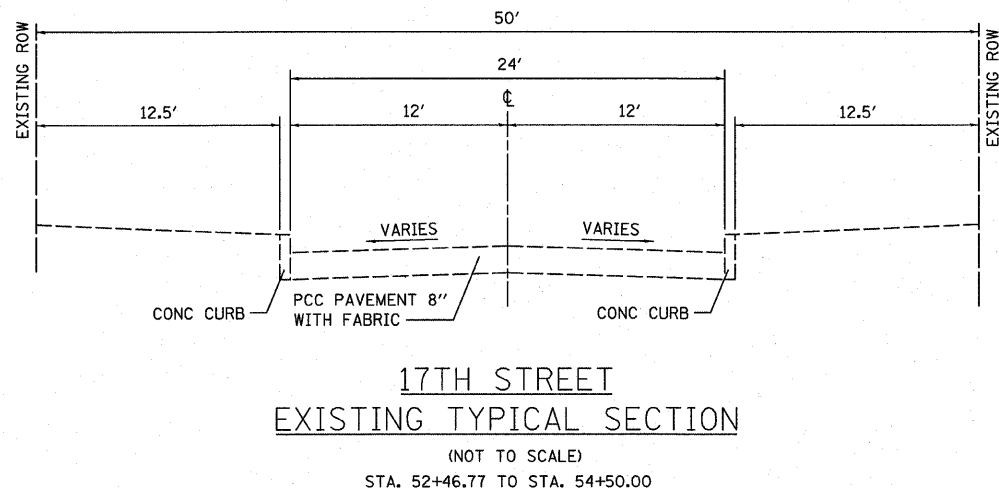 50'
EXISTING ROW
EXISTING ROW
24'
℄
12.5'
12'
12'
12.5'
VARIES
VARIES
CONC CURB
PCC PAVEMENT 8"
WITH FABRIC
CONC CURB
17TH STREET
EXISTING TYPICAL SECTION
(NOT TO SCALE)
STA. 52+46.77 TO STA. 54+50.00